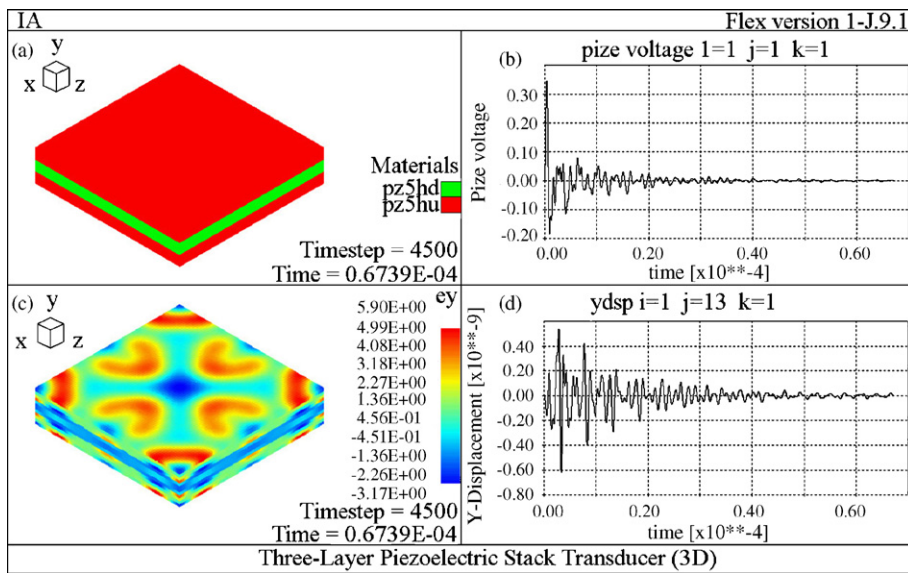 IA
Flex version 1-J.9.1
(a)
y
x
z
Materials
pz5hd
pz5hu
Timestep = 4500
Time = 0.6739E-04
(b)
pize voltage 1=1 j=1 k=1
Pize voltage
0.30
0.20
0.10
0.00
-0.10
-0.20
0.00
0.20
0.40
0.60
time [x10**-4]
(c)
y
x
z
ey
5.90E+00
4.99E+00
4.08E+00
3.18E+00
2.27E+00
1.36E+00
4.56E-01
-4.51E-01
-1.36E+00
-2.26E+00
-3.17E+00
Timestep = 4500
Time = 0.6739E-04
(d)
ydsp i=1 j=13 k=1
Y-Displacement [x10**-9]
0.40
0.20
0.00
-0.20
-0.40
-0.60
-0.80
0.00
0.20
0.40
0.60
time [x10**-4]
Three-Layer Piezoelectric Stack Transducer (3D)